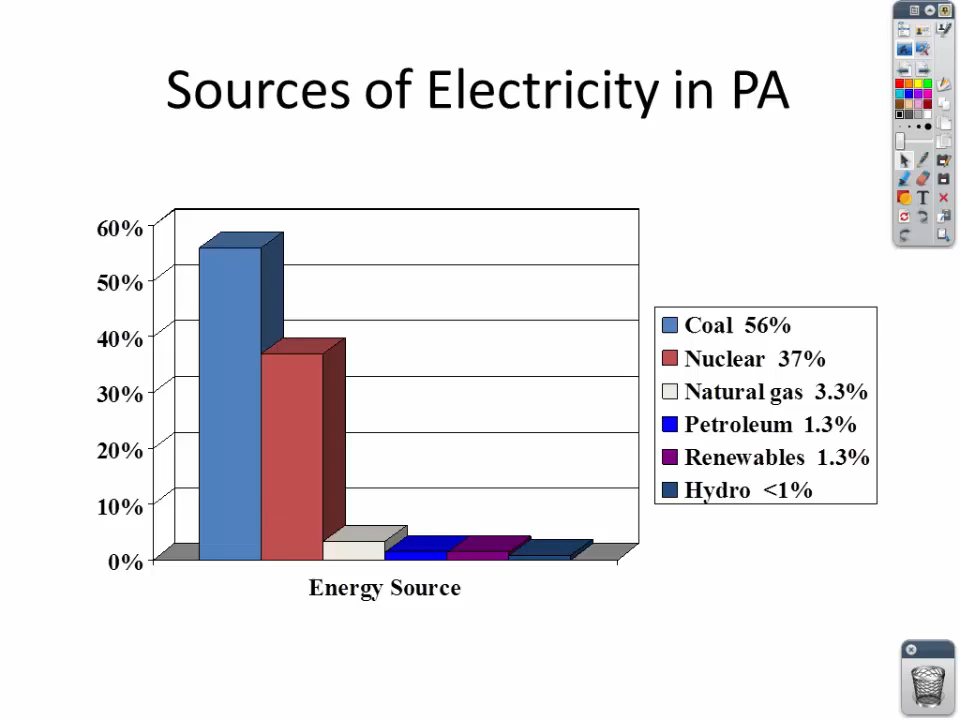 Sources of Electricity in PA
60%
50%
40%
30%
20%
10%
0%
Energy Source
Coal 56%
Nuclear 37%
Natural gas 3.3%
Petroleum 1.3%
Renewables 1.3%
Hydro <1%
T